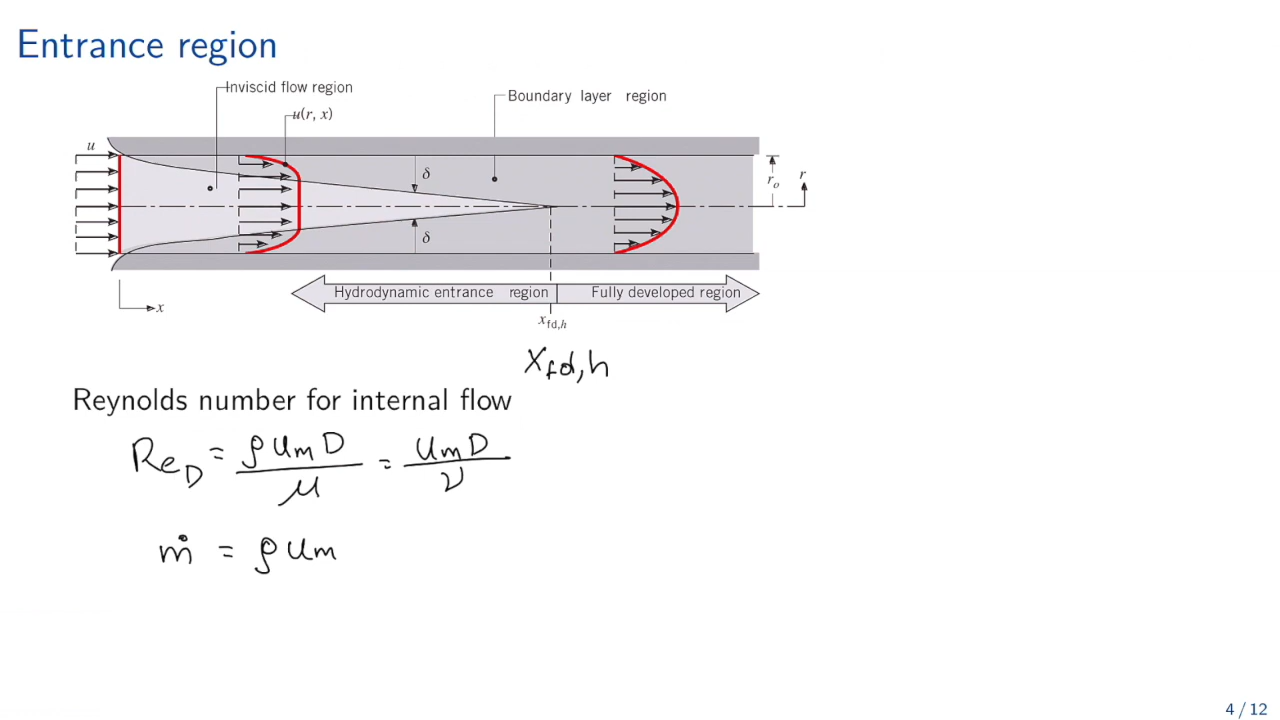 Entrance region
Inviscid flow region
u(r, x)
Boundary layer region
u
δ
δ
r_o
r
x
Hydrodynamic entrance region
Fully developed region
x_fd,h
X_fd,h
Reynolds number for internal flow
Re_D = ρ u_m D / μ = u_m D / ν
ṁ = ρ u_m
4 / 12